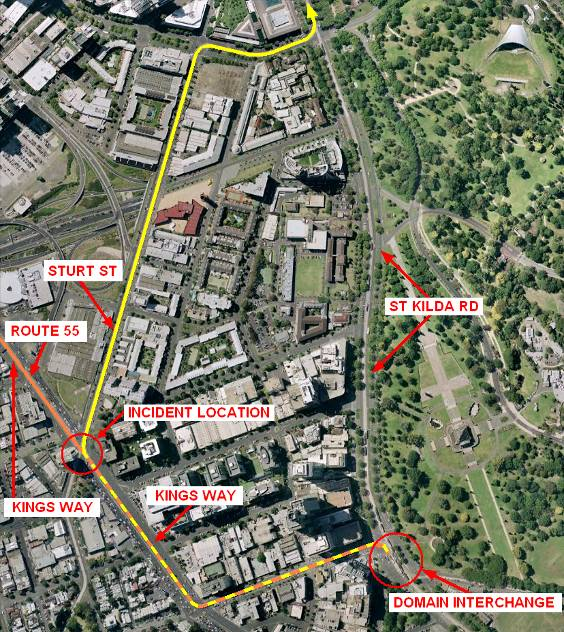 STURT ST
ST KILDA RD
ROUTE 55
INCIDENT LOCATION
KINGS WAY
KINGS WAY
DOMAIN INTERCHANGE